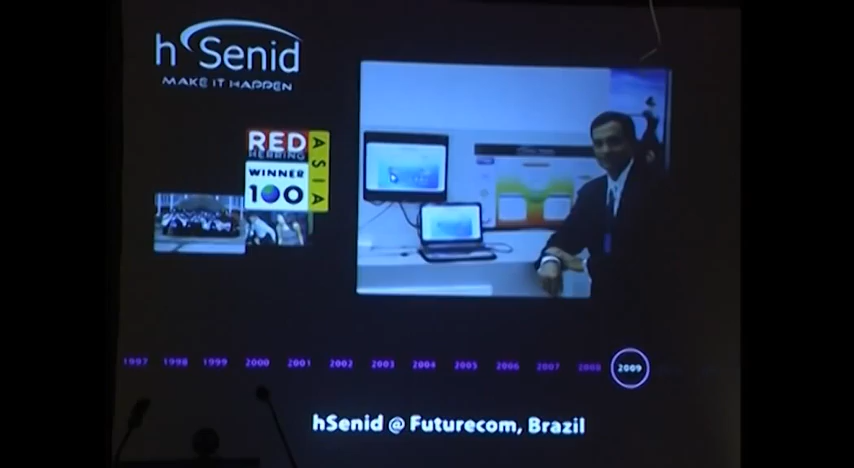 hSenid
MAKE IT HAPPEN
RED
HERRING
ASIA
WINNER
100
1997 1998 1999 2000 2001 2002 2003 2004 2005 2006 2007 2008 2009
hSenid @ Futurecom, Brazil